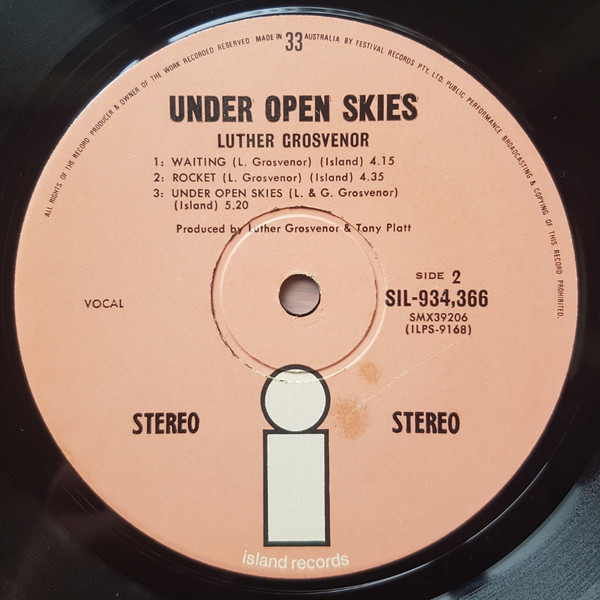 ALL RIGHTS OF THE RECORD PRODUCER & OWNER OF THE WORK RECORDED RESERVED MADE IN 33 AUSTRALIA BY FESTIVAL RECORDS PTY. LTD. PUBLIC PERFORMANCE BROADCASTING & COPYING OF THIS RECORD PROHIBITED.
UNDER OPEN SKIES
LUTHER GROSVENOR
1: WAITING (L. Grosvenor) (Island) 4.15
2: ROCKET (L. Grosvenor) (Island) 4.35
3: UNDER OPEN SKIES (L. & G. Grosvenor)
(Island) 5.20
Produced by Luther Grosvenor & Tony Platt
SIDE 2
VOCAL
SIL-934,366
SMX39206
(ILPS-9168)
STEREO
STEREO
i
island records